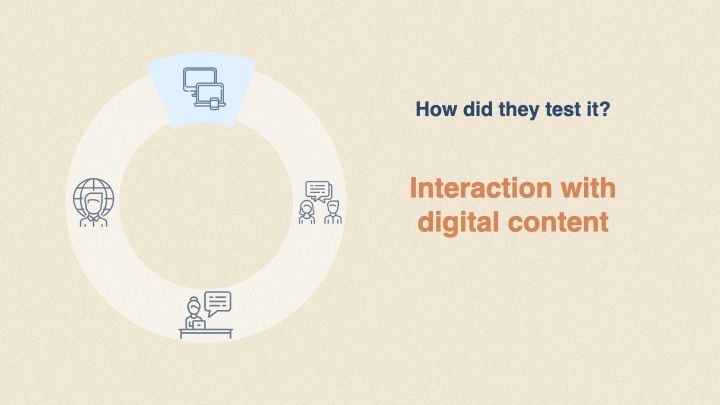 How did they test it?
Interaction with
digital content